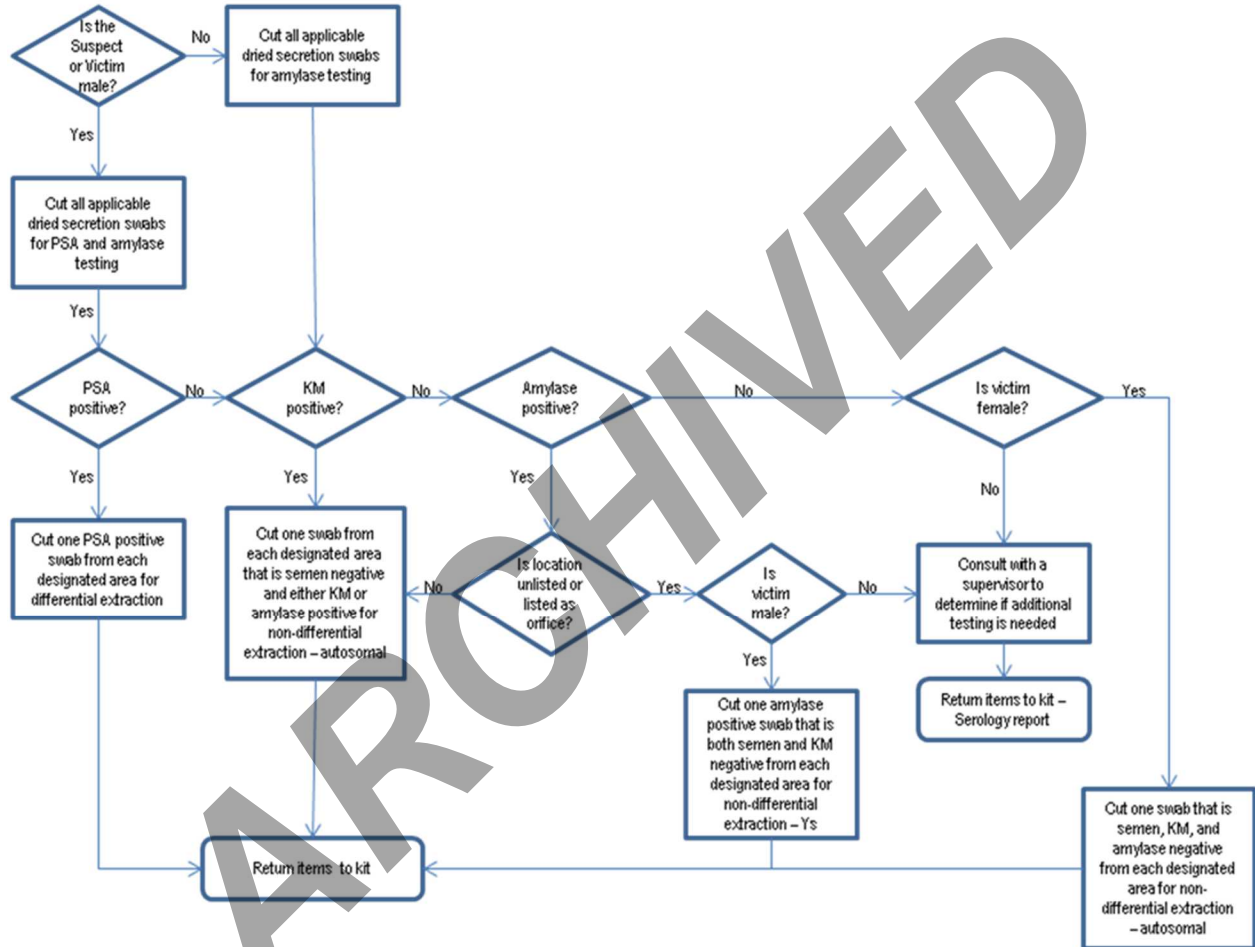 Is the
Suspect
or Victim
male?
No
Cut all applicable
dried secretion swabs
for amylase testing
Yes
Cut all applicable
dried secretion swabs
for PSA and amylase
testing
Yes
PSA
positive?
No
KM
positive?
No
Amylase
positive?
No
Is victim
female?
Yes
Yes
Yes
Yes
No
Cut one PSA positive
swab from each
designated area for
differential extraction
Cut one swab from
each designated area
that is semen negative
and either KM or
amylase positive for
non-differential
extraction – autosomal
No
Is location
unlisted or
listed as
orifice?
Yes
Is
victim
male?
No
Consult with a
supervisor to
determine if additional
testing is needed
Yes
Return items to kit –
Serology report
Cut one amylase
positive swab that is
both semen and KM
negative from each
designated area for
non-differential
extraction – Ys
Cut one swab that is
semen, KM, and
amylase negative
from each designated
area for non-
differential extraction
– autosomal
Return items to kit
ARCHIVED